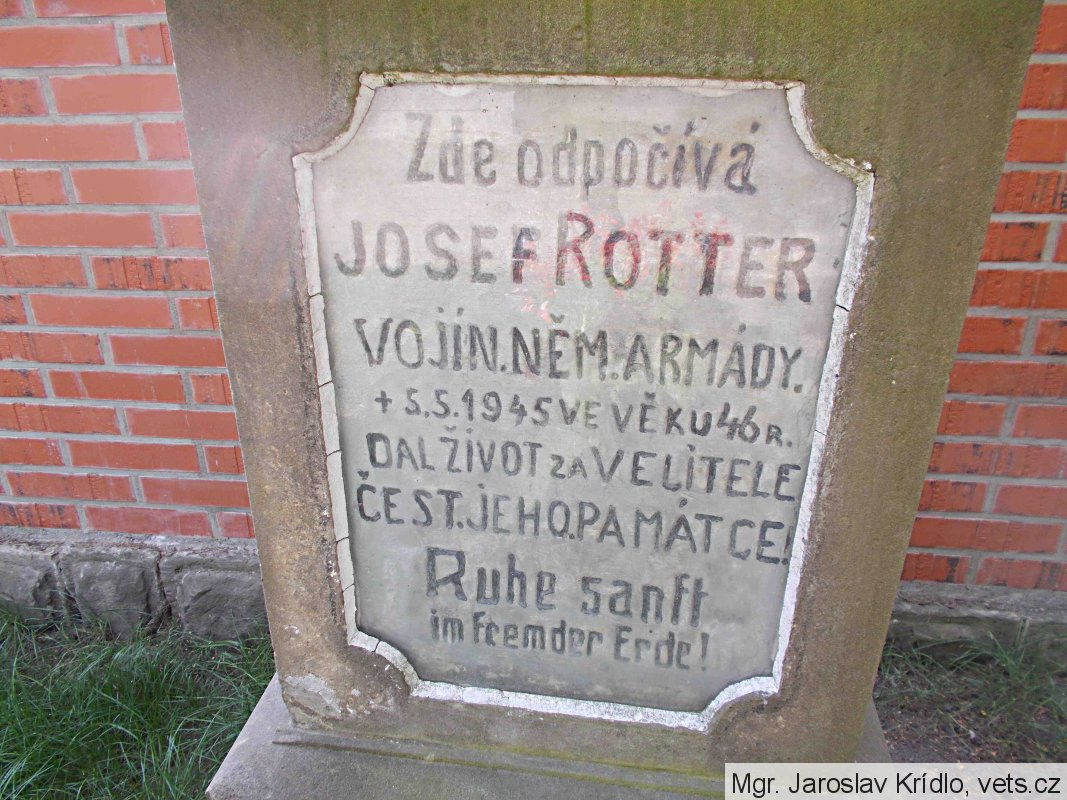 Zde odpočívá
JOSEF ROTTER
VOJÍN.NĚM.ARMÁDY.
+ 5.5.1945 VE VĚKU 46 R.
DAL ŽIVOT ZA VELITELE
ČEST.JEHO.PAMÁTCE!
Ruhe sanft
im fremder Erde!
Mgr. Jaroslav Krídlo, vets.cz